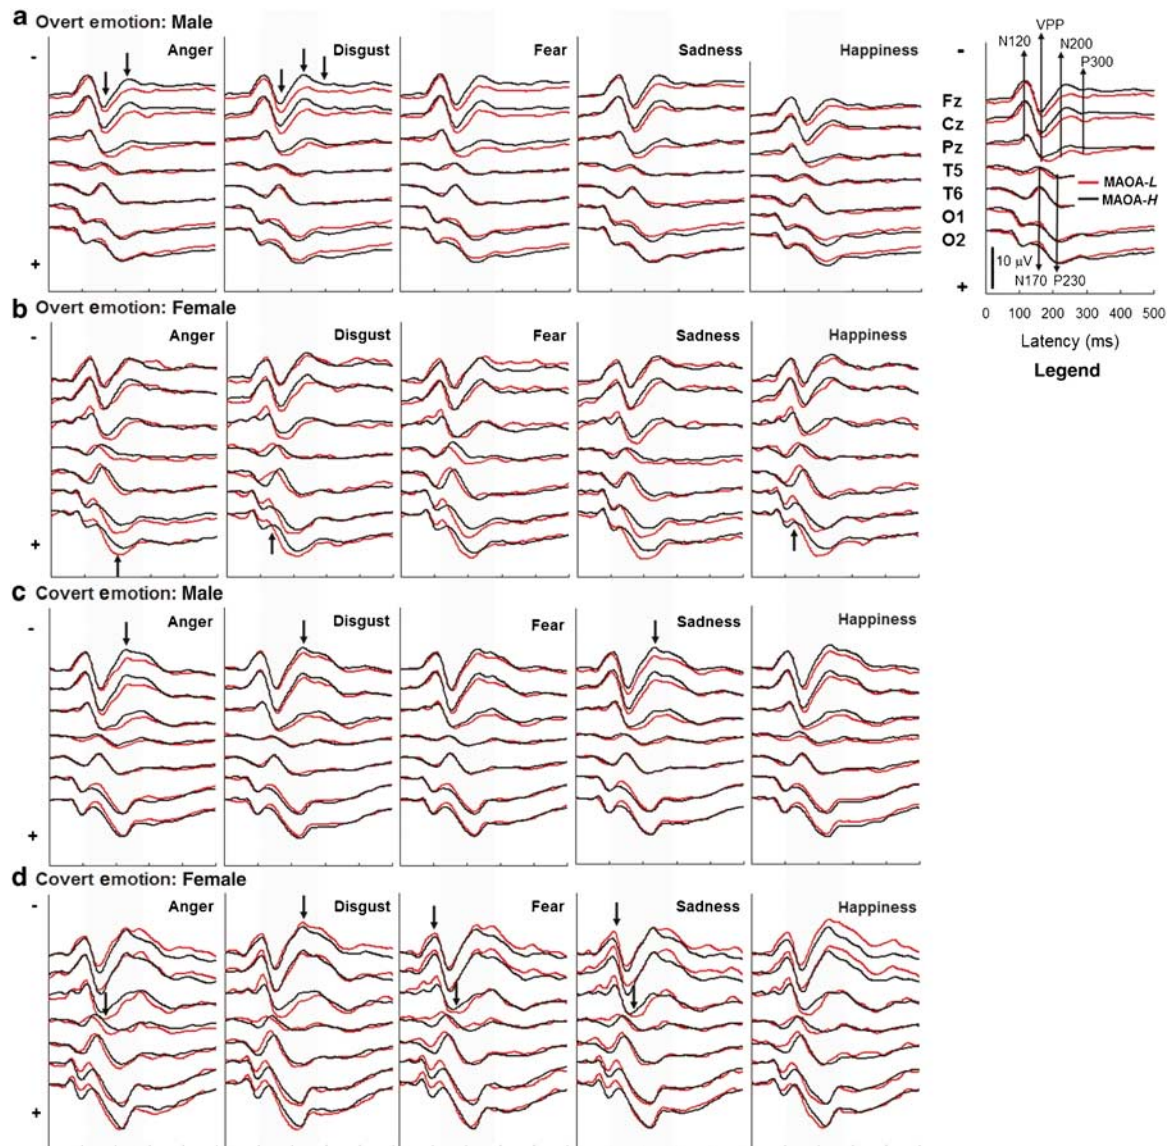 a Overt emotion: Male
- Anger Disgust Fear Sadness Happiness
+
- VPP
N120 N200
P300
Fz
Cz
Pz
T5
T6
O1
O2
MAOA-L
MAOA-H
10 µV
+ N170 P230
0 100 200 300 400 500
Latency (ms)
Legend
b Overt emotion: Female
- Anger Disgust Fear Sadness Happiness
+
c Covert emotion: Male
- Anger Disgust Fear Sadness Happiness
+
d Covert emotion: Female
- Anger Disgust Fear Sadness Happiness
+